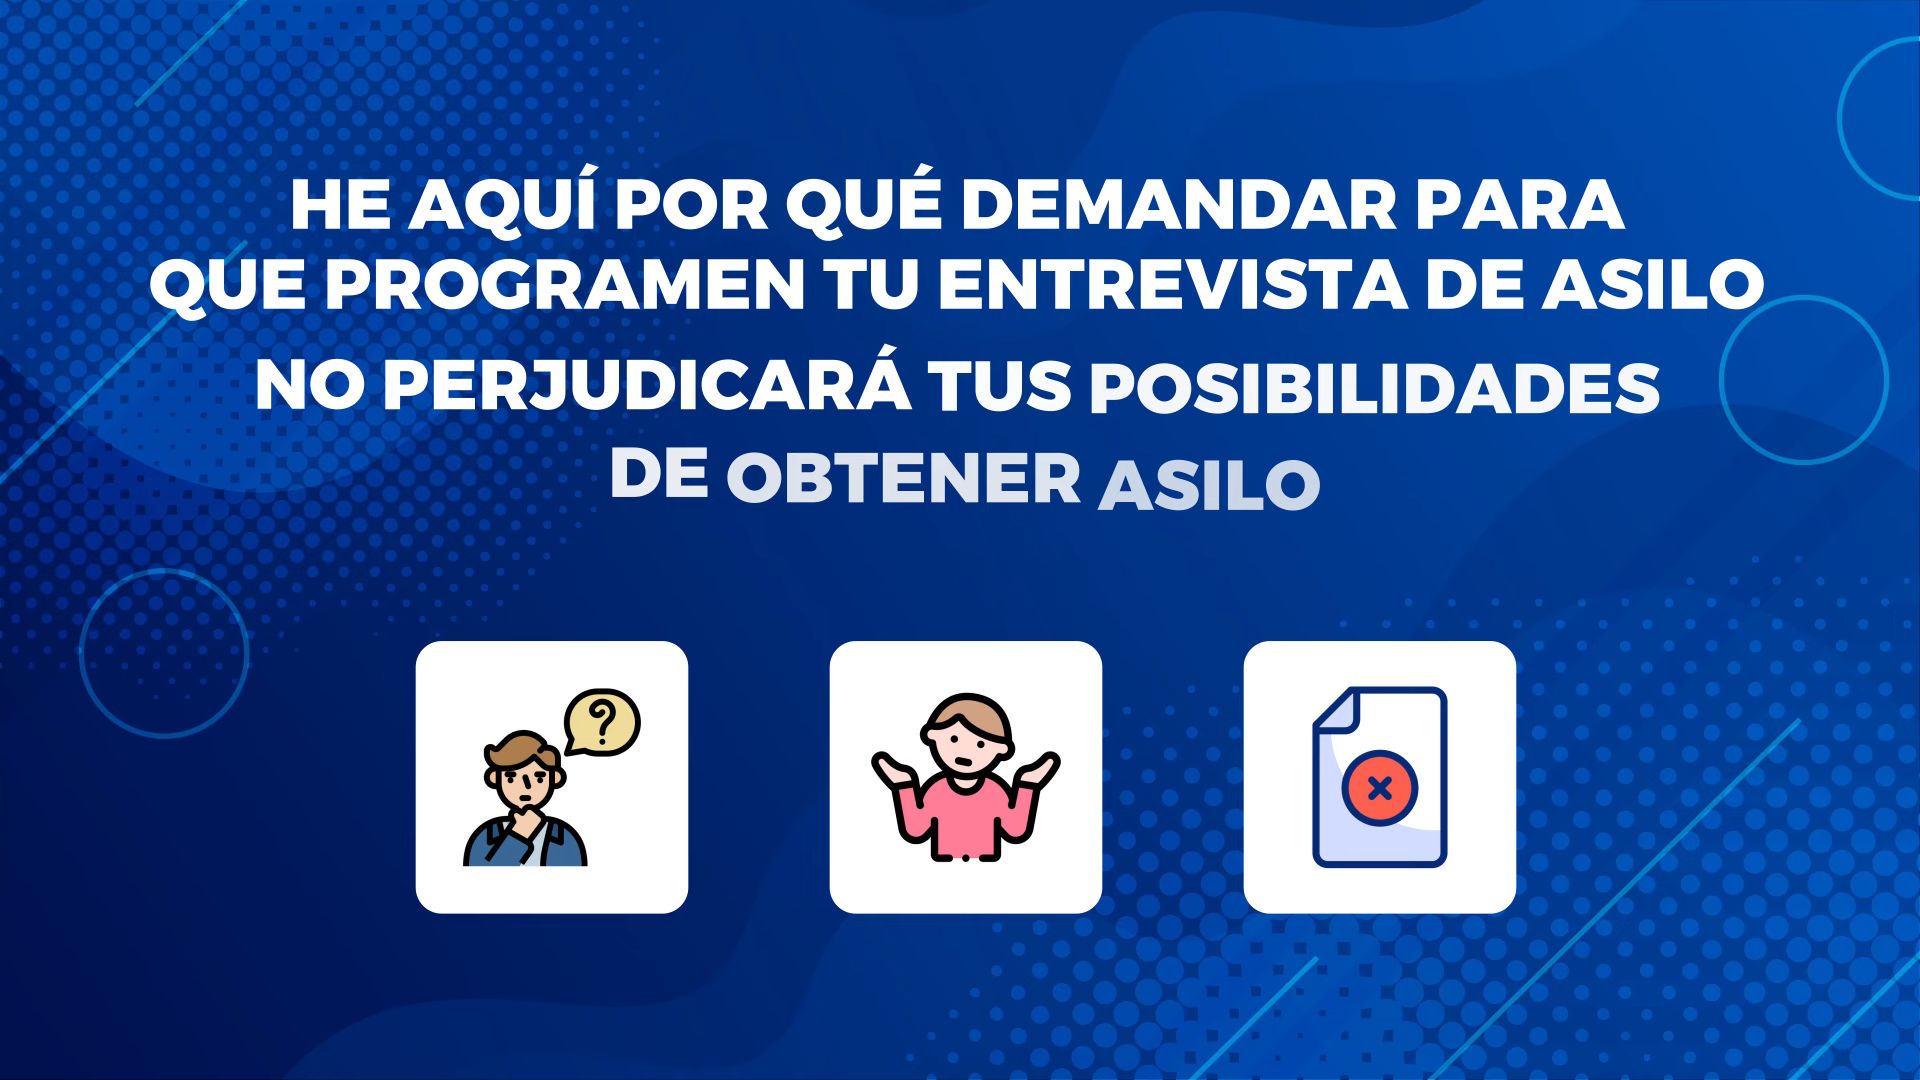 HE AQUÍ POR QUÉ DEMANDAR PARA
QUE PROGRAMEN TU ENTREVISTA DE ASILO
NO PERJUDICARÁ TUS POSIBILIDADES
DE OBTENER ASILO
?